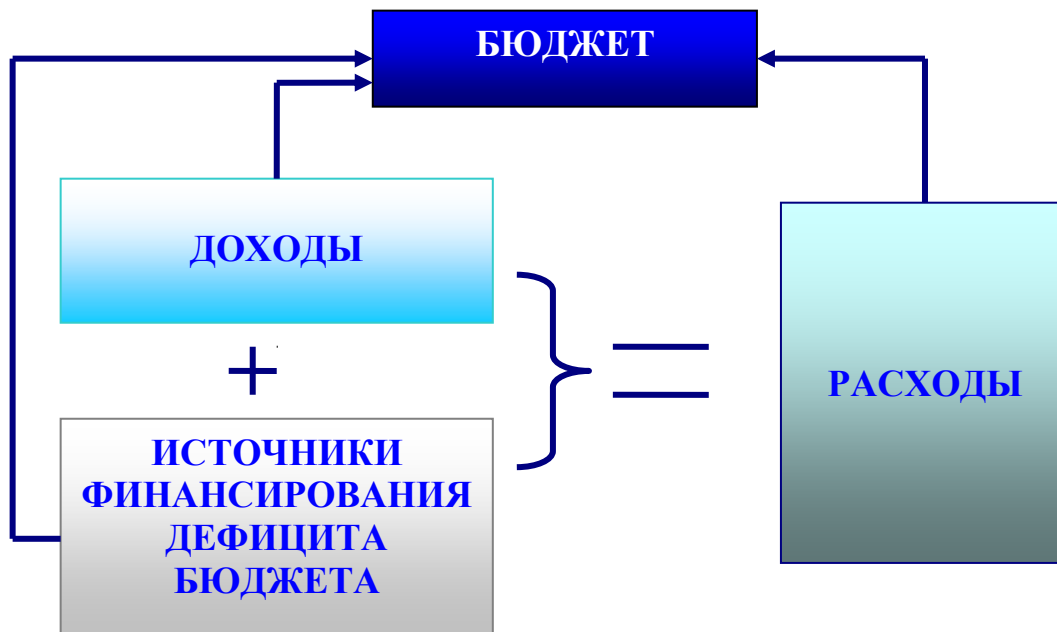 БЮДЖЕТ
ДОХОДЫ
+
ИСТОЧНИКИ
ФИНАНСИРОВАНИЯ
ДЕФИЦИТА
БЮДЖЕТА
=
РАСХОДЫ